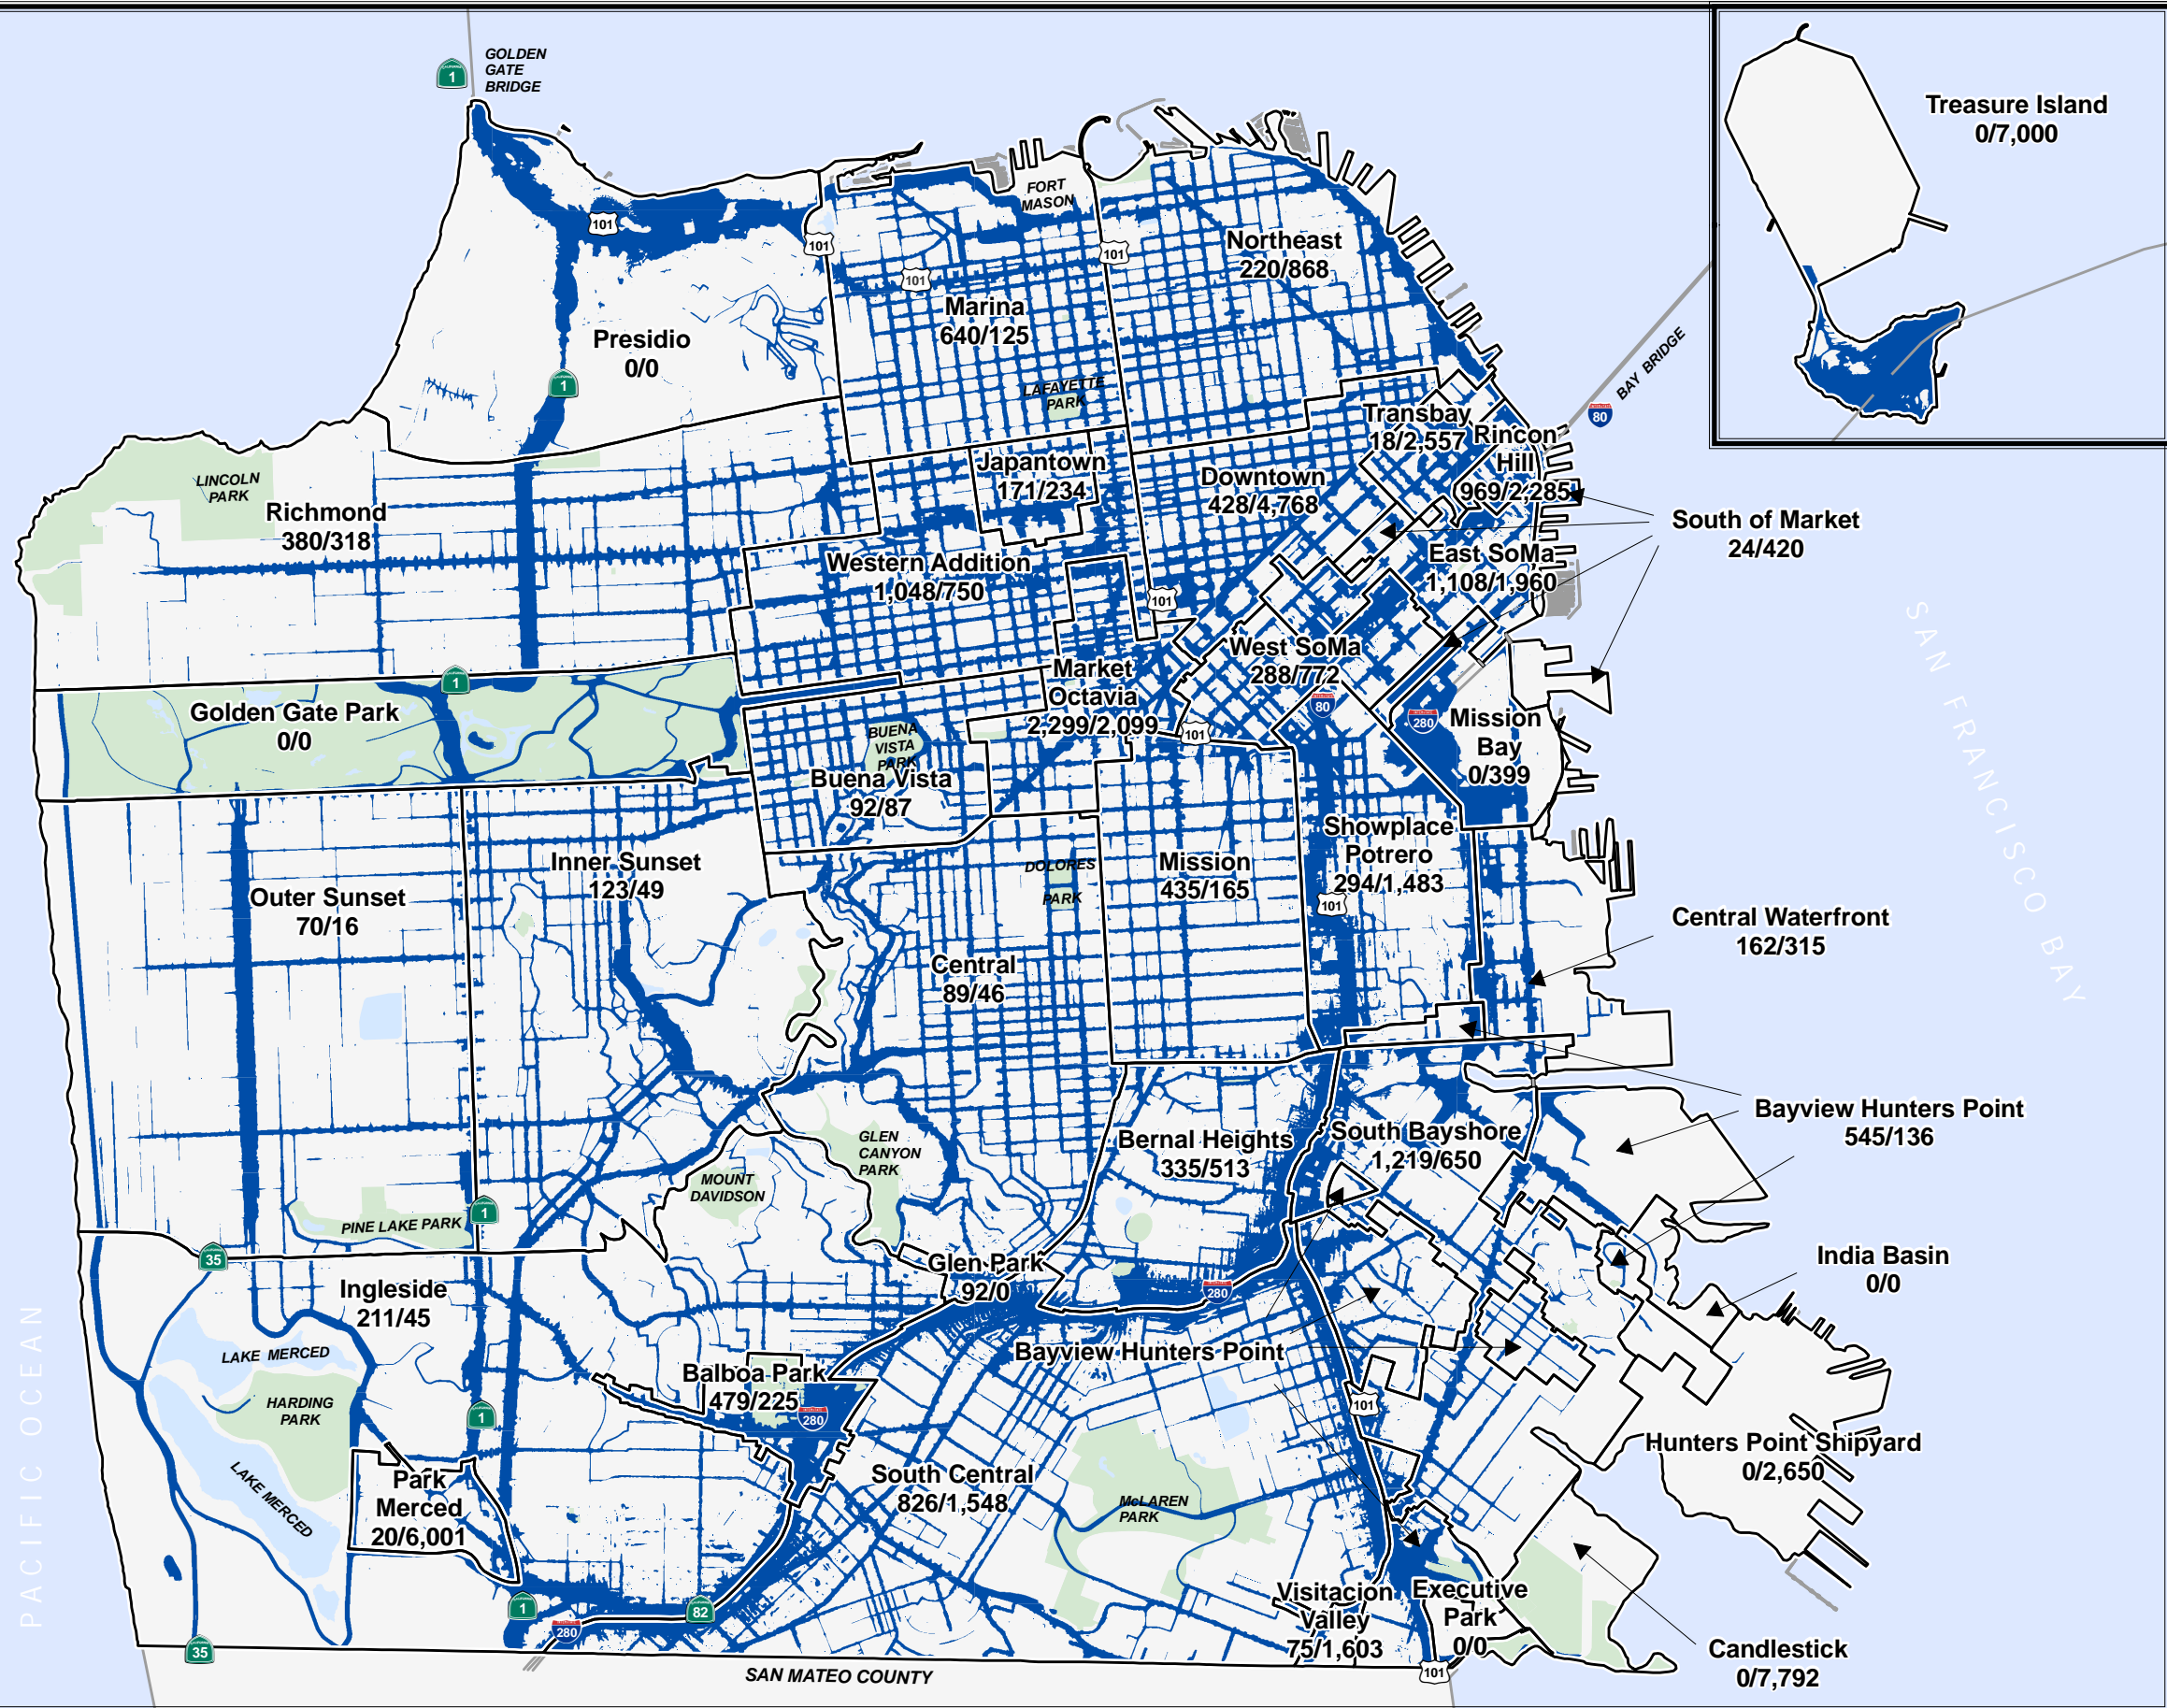 GOLDEN
GATE
BRIDGE
1
Treasure Island
0/7,000
FORT
MASON
101
101
101
101
Northeast
220/868
Marina
640/125
Presidio
0/0
1
LAFAYETTE
PARK
BAY BRIDGE
80
Transbay
18/2,557
Rincon
Hill
969/2,285
Japantown
171/234
Downtown
428/4,768
LINCOLN
PARK
Richmond
380/318
South of Market
24/420
East SoMa
1,108/1,960
Western Addition
1,048/750
101
SAN FRANCISCO BAY
West SoMa
288/772
Market
Octavia
2,299/2,099
1
80
280
101
Golden Gate Park
0/0
Mission
Bay
0/399
BUENA
VISTA
PARK
Buena Vista
92/87
Showplace
Potrero
294/1,483
Inner Sunset
123/49
DOLORES
PARK
Mission
435/165
Outer Sunset
70/16
101
Central Waterfront
162/315
Central
89/46
Bayview Hunters Point
545/136
GLEN
CANYON
PARK
Bernal Heights
335/513
South Bayshore
1,219/650
MOUNT
DAVIDSON
PINE LAKE PARK
1
35
Glen Park
92/0
280
India Basin
0/0
Ingleside
211/45
LAKE MERCED
Bayview Hunters Point
Balboa Park
479/225
280
HARDING
PARK
1
101
PACIFIC OCEAN
Hunters Point Shipyard
0/2,650
South Central
826/1,548
LAKE MERCED
Park
Merced
20/6,001
McLAREN
PARK
Visitacion
Valley
75/1,603
Executive
Park
0/0
1
82
280
35
Candlestick
0/7,792
101
SAN MATEO COUNTY